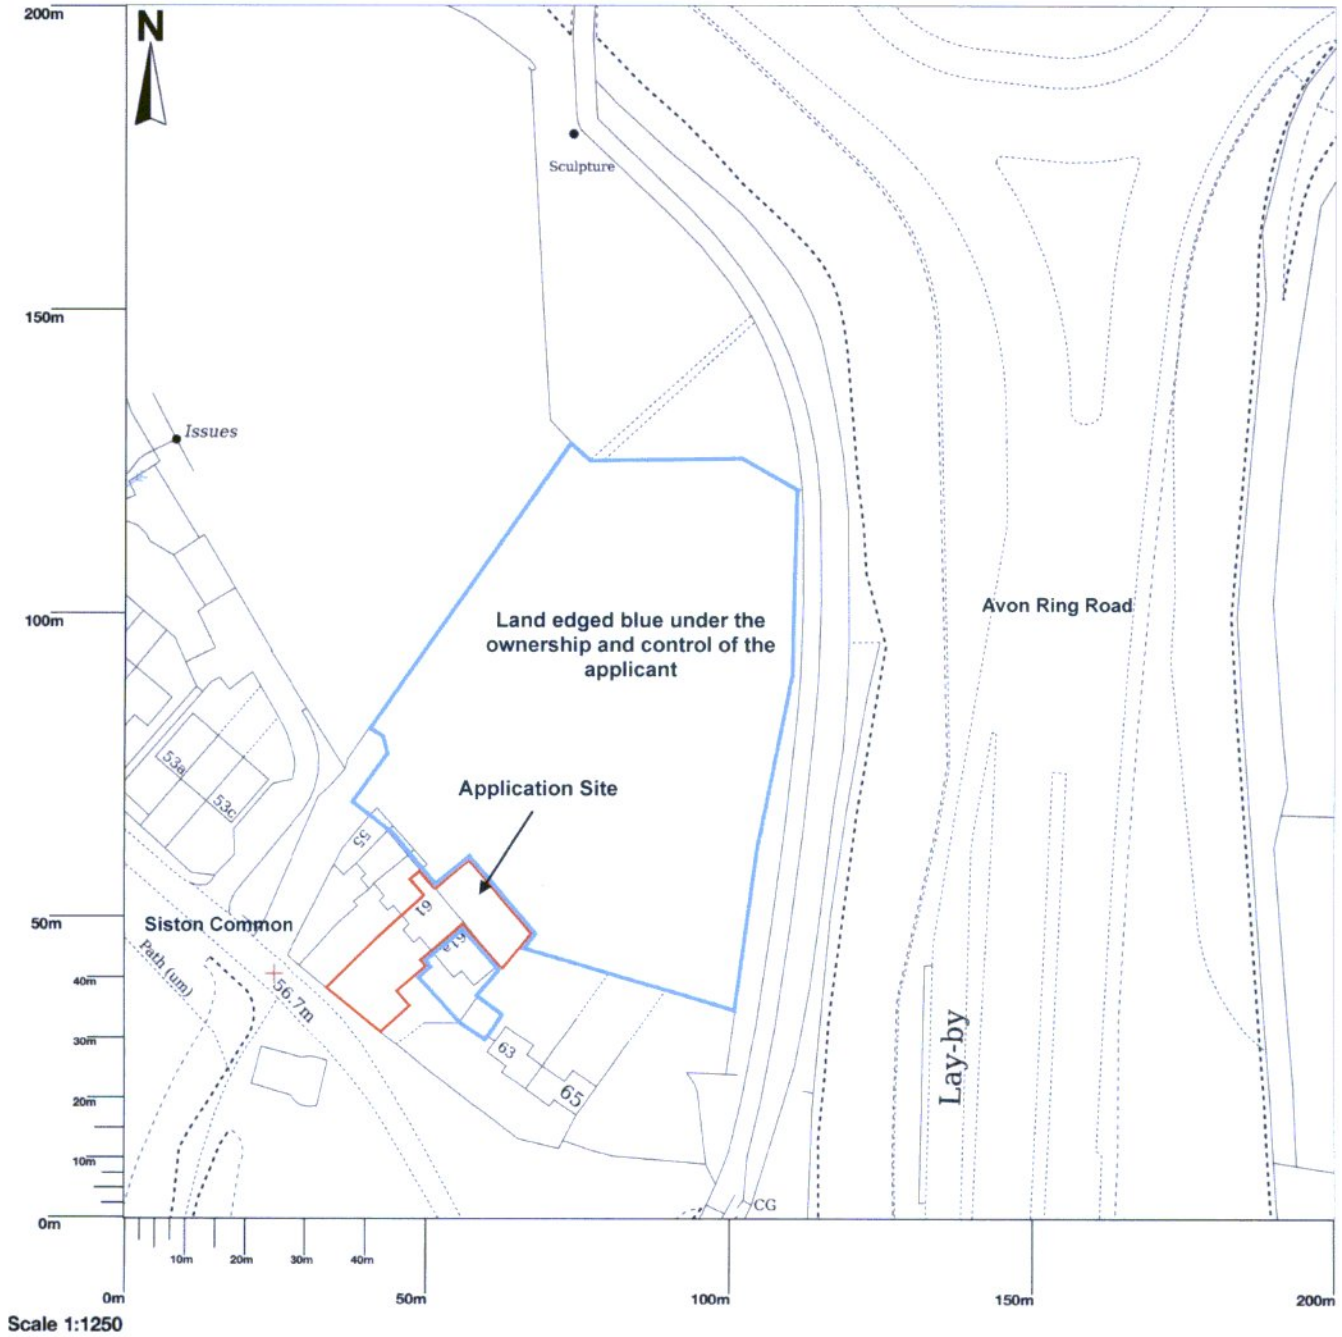 200m
N
Sculpture
150m
Issues
Avon Ring Road
100m
Land edged blue under the
ownership and control of the
applicant
53a
53c
Application Site
55
61
61a
50m
Siston Common
Path (um)
56.7m
40m
63
65
Lay-by
30m
20m
10m
CG
0m
10m
20m
30m
40m
0m
50m
100m
150m
200m
Scale 1:1250